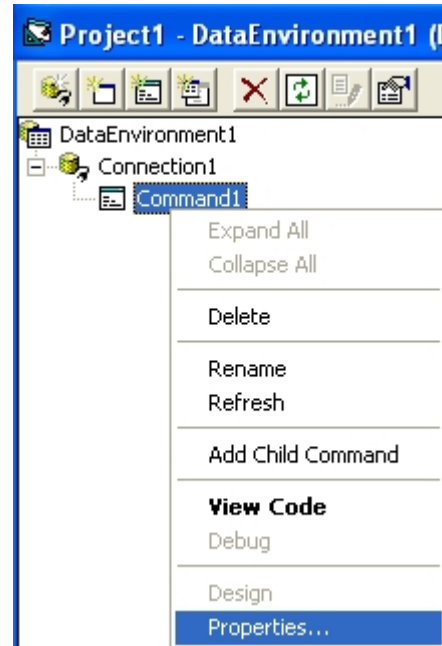 Project1 - DataEnvironment1 (
DataEnvironment1
Connection1
Command1
Expand All
Collapse All
Delete
Rename
Refresh
Add Child Command
View Code
Debug
Design
Properties...